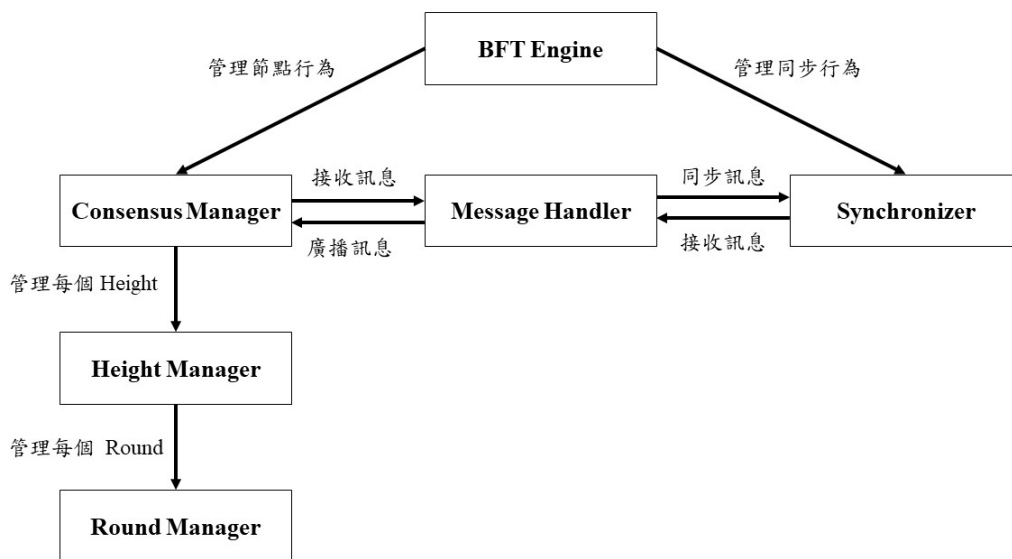 BFT Engine
管理節點行為
管理同步行為
接收訊息
同步訊息
Consensus Manager
Message Handler
Synchronizer
廣播訊息
接收訊息
管理每個 Height
Height Manager
管理每個 Round
Round Manager